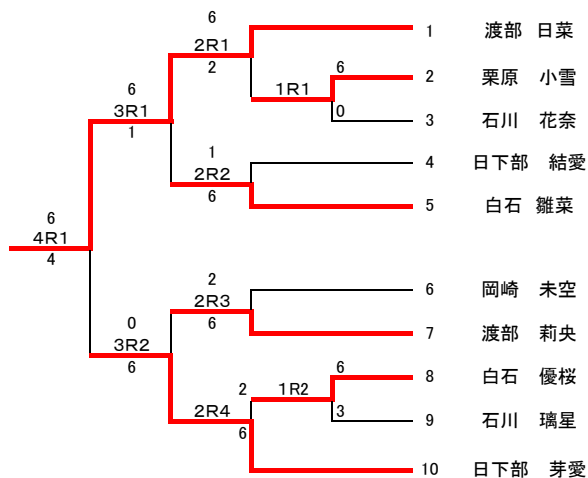 6
2R1
2
1 渡部 日菜
6
1R1
2 栗原 小雪
0
3 石川 花奈
6
3R1
1
1
2R2
6
4 日下部 結愛
5 白石 雛菜
6
4R1
4
2
2R3
6
6 岡崎 未空
7 渡部 莉央
0
3R2
6
6
2 1R2
8 白石 優桜
3
9 石川 璃星
2R4
6
10 日下部 芽愛